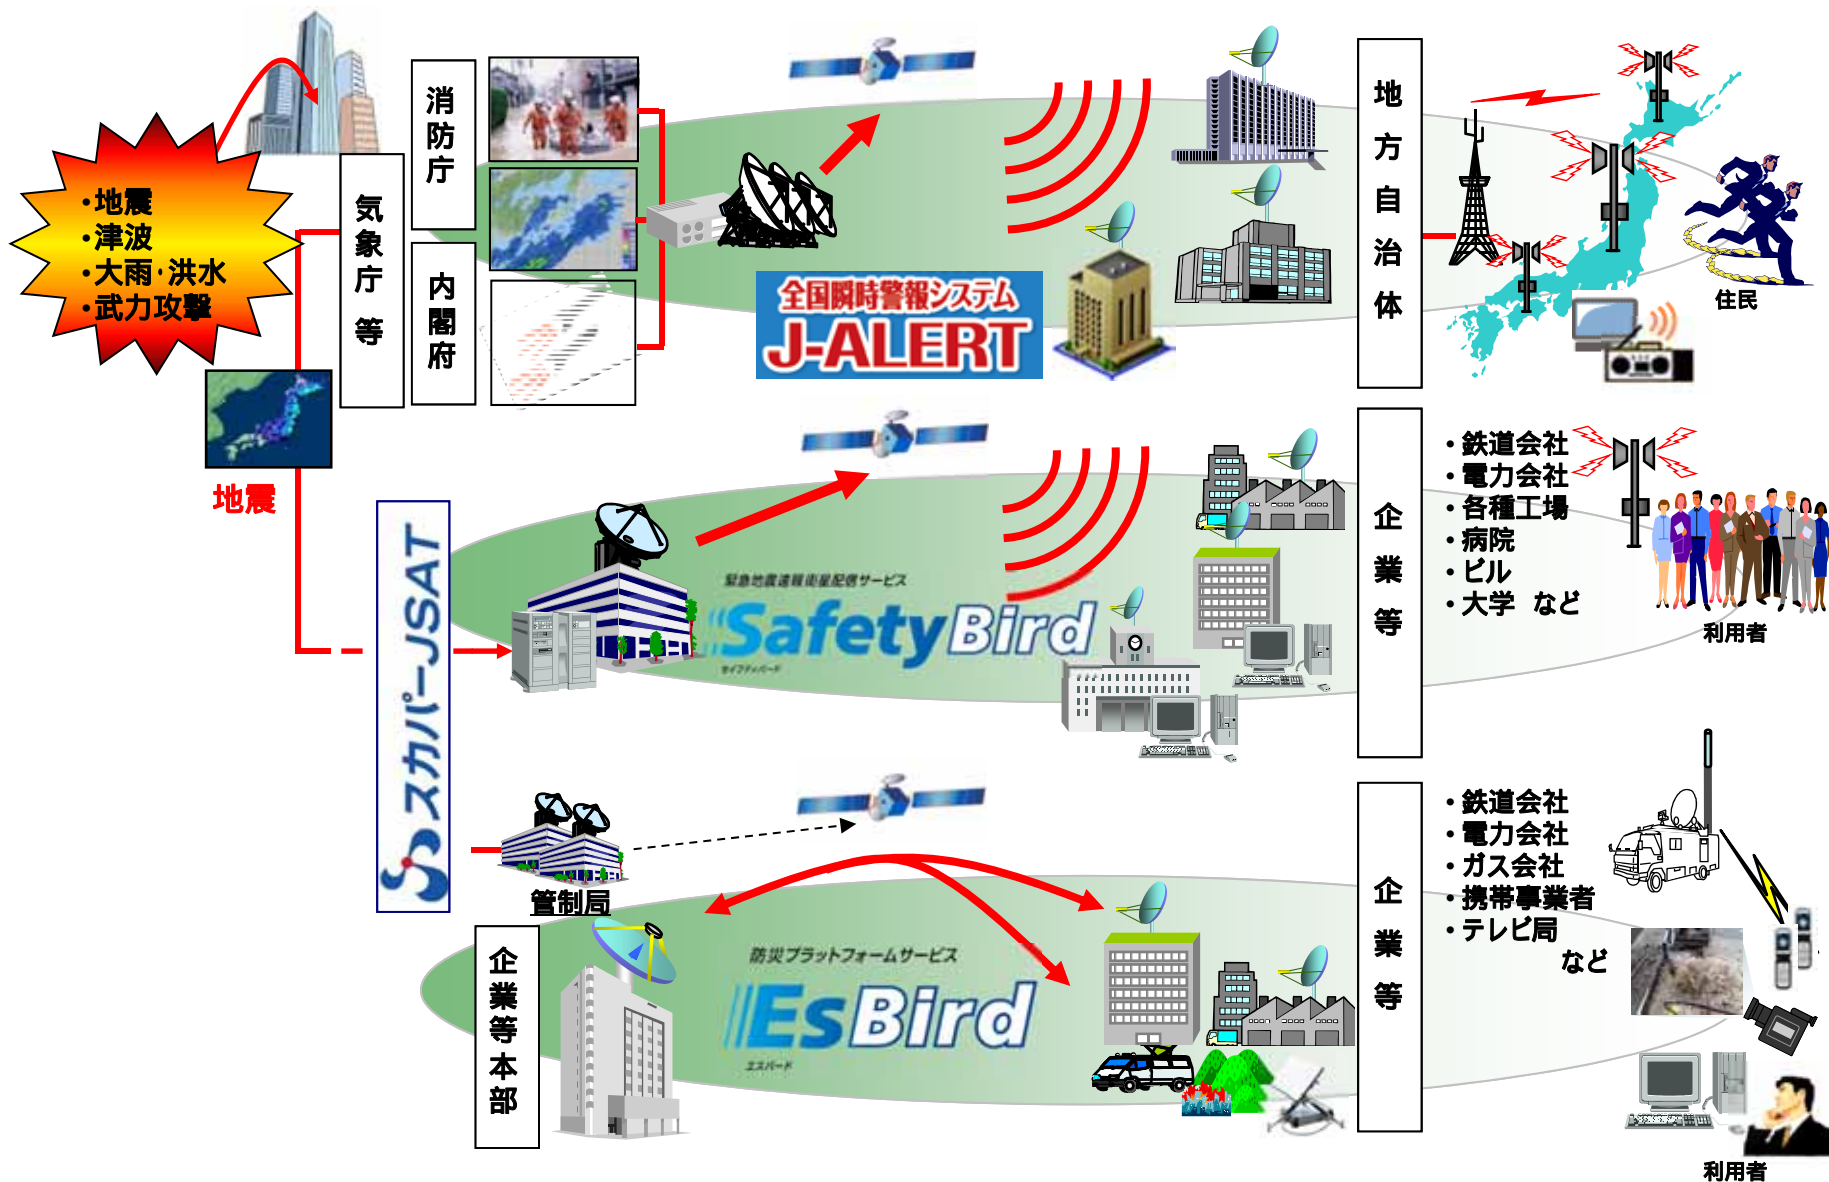 ・地震
・津波
・大雨・洪水
・武力攻撃
気象庁 等
消防庁
内閣府
全国瞬時警報システム
J-ALERT
地方自治体
住民
地震
スカパーJSAT
緊急地震速報衛星配信サービス
SafetyBird
セイフティバード
企業等
・鉄道会社
・電力会社
・各種工場
・病院
・ビル
・大学 など
利用者
管制局
企業等本部
防災プラットフォームサービス
EsBird
エスバード
企業等
・鉄道会社
・電力会社
・ガス会社
・携帯事業者
・テレビ局
など
利用者